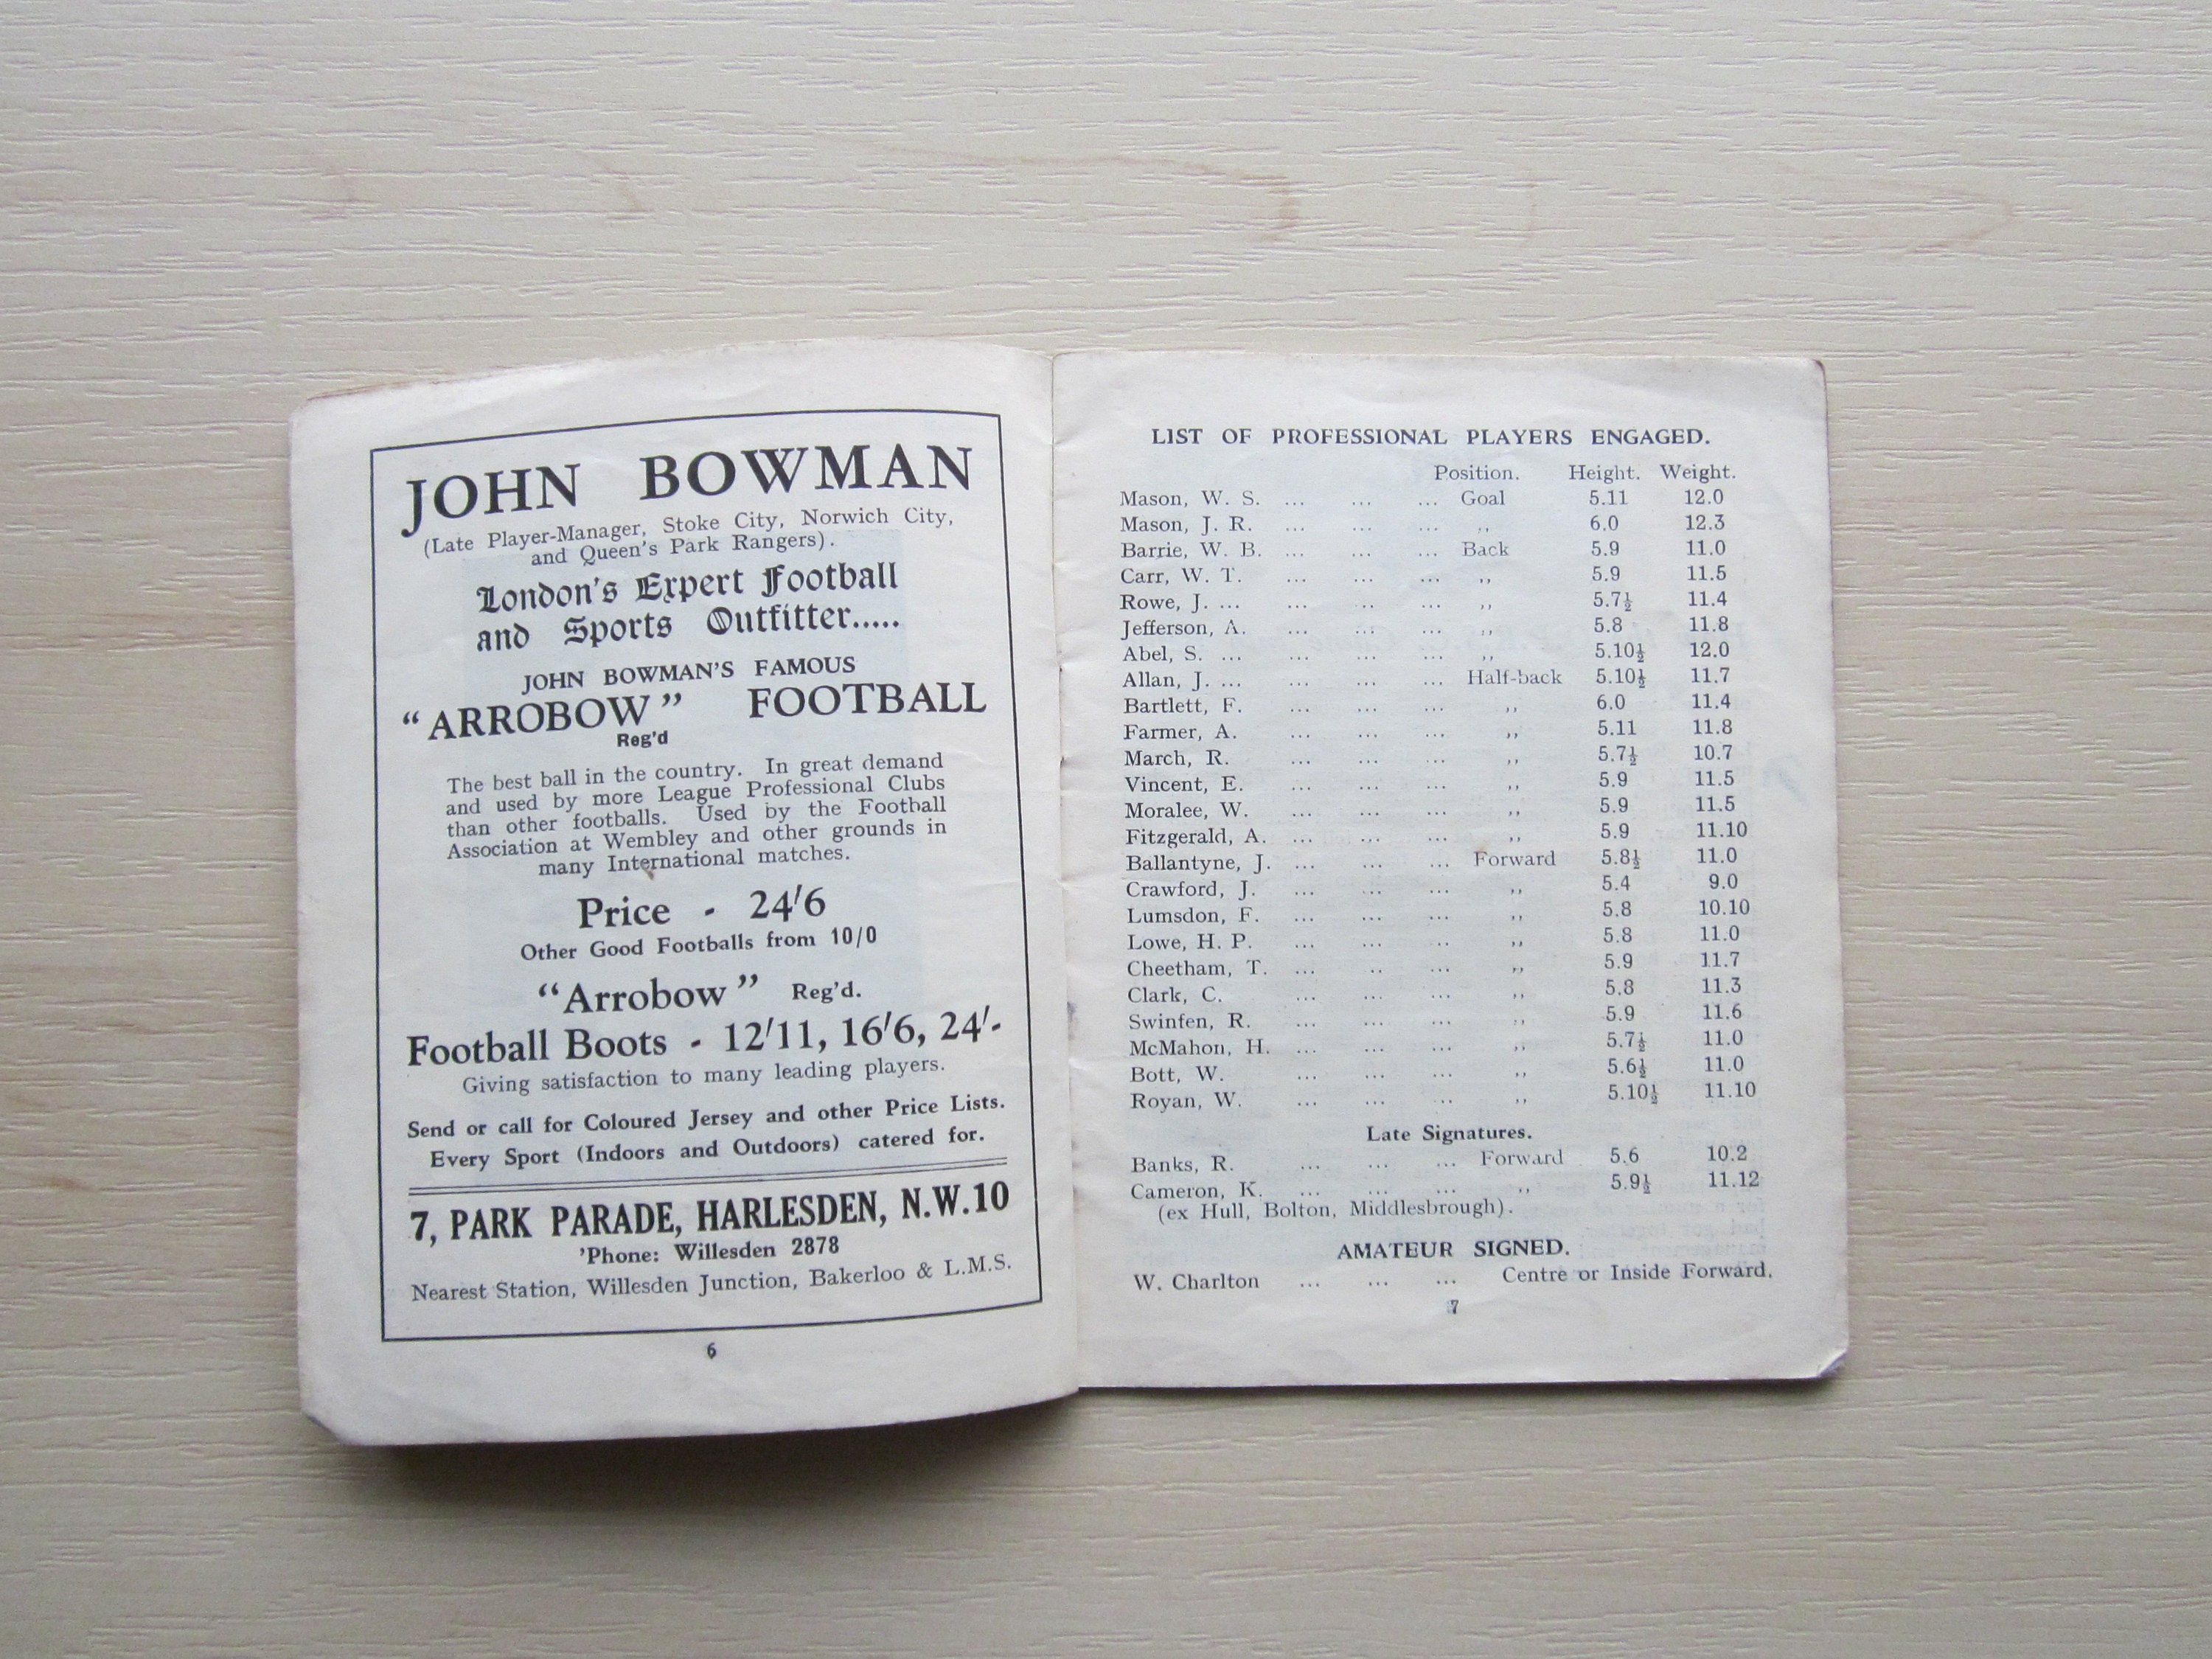 JOHN BOWMAN
(Late Player-Manager, Stoke City, Norwich City,
and Queen's Park Rangers).
London's Expert Football
and Sports Outfitter.....
JOHN BOWMAN'S FAMOUS
"ARROBOW" FOOTBALL
Reg'd
The best ball in the country. In great demand
and used by more League Professional Clubs
than other footballs. Used by the Football
Association at Wembley and other grounds in
many International matches.
Price - 24'6
Other Good Footballs from 10/0
"Arrobow" Reg'd.
Football Boots - 12'11, 16'6, 24'-
Giving satisfaction to many leading players.
Send or call for Coloured Jersey and other Price Lists.
Every Sport (Indoors and Outdoors) catered for.
7, PARK PARADE, HARLESDEN, N.W.10
'Phone: Willesden 2878
Nearest Station, Willesden Junction, Bakerloo & L.M.S.
6
LIST OF PROFESSIONAL PLAYERS ENGAGED.
Position. Height. Weight.
Mason, W. S. ... ... ... Goal 5.11 12.0
Mason, J. R. ... ... ... ,, 6.0 12.3
Barrie, W. B. ... ... ... Back 5.9 11.0
Carr, W. T. ... ... ... ,, 5.9 11.5
Rowe, J. ... ... .. ... ,, 5.7½ 11.4
Jefferson, A. ... ... ... ,, 5.8 11.8
Abel, S. ... ... ... ... ,, 5.10½ 12.0
Allan, J. ... ... ... ... Half-back 5.10½ 11.7
Bartlett, F. ... ... ... ,, 6.0 11.4
Farmer, A. ... ... ... ,, 5.11 11.8
March, R. ... ... ... ,, 5.7½ 10.7
Vincent, E. ... ... ... ,, 5.9 11.5
Moralee, W. ... ... ... ,, 5.9 11.5
Fitzgerald, A. ... ... ... ,, 5.9 11.10
Ballantyne, J. ... ... ... Forward 5.8½ 11.0
Crawford, J. ... ... ... ,, 5.4 9.0
Lumsdon, F. ... ... ... ,, 5.8 10.10
Lowe, H. P. ... ... ... ,, 5.8 11.0
Cheetham, T. ... .. ... ,, 5.9 11.7
Clark, C. ... ... ... ,, 5.8 11.3
Swinfen, R. ... ... ... ,, 5.9 11.6
McMahon, H. ... ... ... ,, 5.7½ 11.0
Bott, W. ... ... ... ,, 5.6½ 11.0
Royan, W. ... ... ... ,, 5.10½ 11.10
Late Signatures.
Banks, R. ... ... ... Forward 5.6 10.2
Cameron, K. ... ... ... ,, 5.9½ 11.12
(ex Hull, Bolton, Middlesbrough).
AMATEUR SIGNED.
W. Charlton ... ... ... Centre or Inside Forward.
7